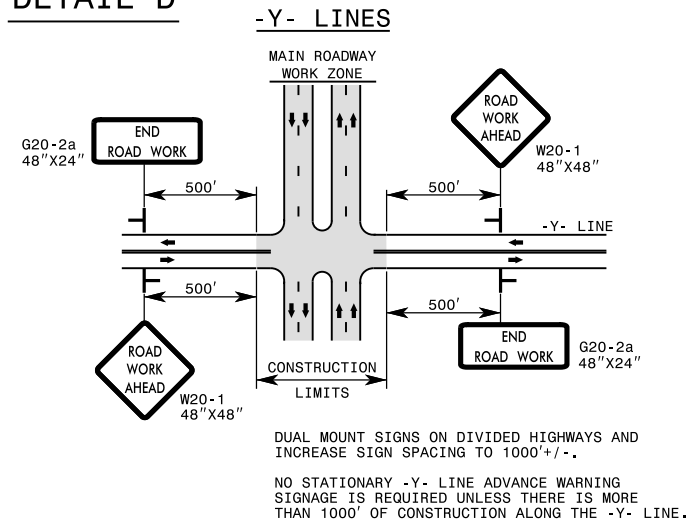 DETAIL D
-Y- LINES
MAIN ROADWAY
WORK ZONE
END
ROAD WORK
G20-2a
48"X24"
ROAD
WORK
AHEAD
W20-1
48"X48"
500'
500'
-Y- LINE
500'
500'
ROAD
WORK
AHEAD
W20-1
48"X48"
CONSTRUCTION
LIMITS
END
ROAD WORK
G20-2a
48"X24"
DUAL MOUNT SIGNS ON DIVIDED HIGHWAYS AND
INCREASE SIGN SPACING TO 1000'+/-.
NO STATIONARY -Y- LINE ADVANCE WARNING
SIGNAGE IS REQUIRED UNLESS THERE IS MORE
THAN 1000' OF CONSTRUCTION ALONG THE -Y- LINE.